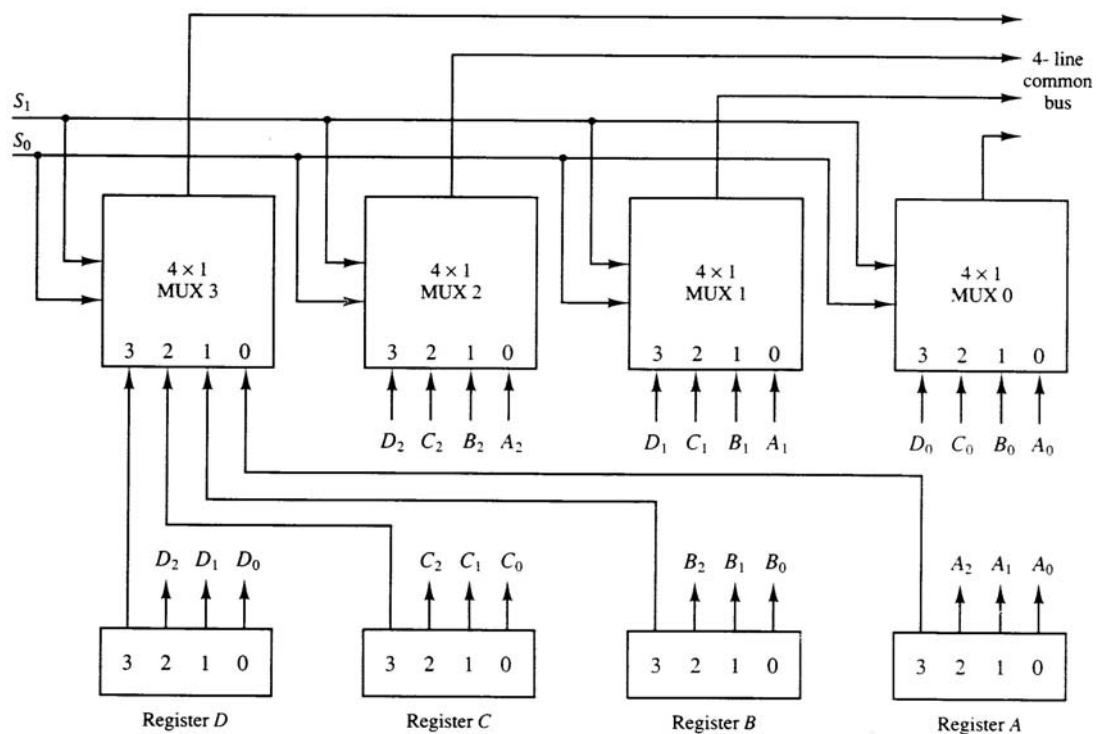 4- line
common
bus
S₁
S₀
4 × 1
MUX 3
3 2 1 0
4 × 1
MUX 2
3 2 1 0
4 × 1
MUX 1
3 2 1 0
4 × 1
MUX 0
3 2 1 0
D₂ C₂ B₂ A₂
D₁ C₁ B₁ A₁
D₀ C₀ B₀ A₀
D₂ D₁ D₀
C₂ C₁ C₀
B₂ B₁ B₀
A₂ A₁ A₀
3 2 1 0
3 2 1 0
3 2 1 0
3 2 1 0
Register D
Register C
Register B
Register A